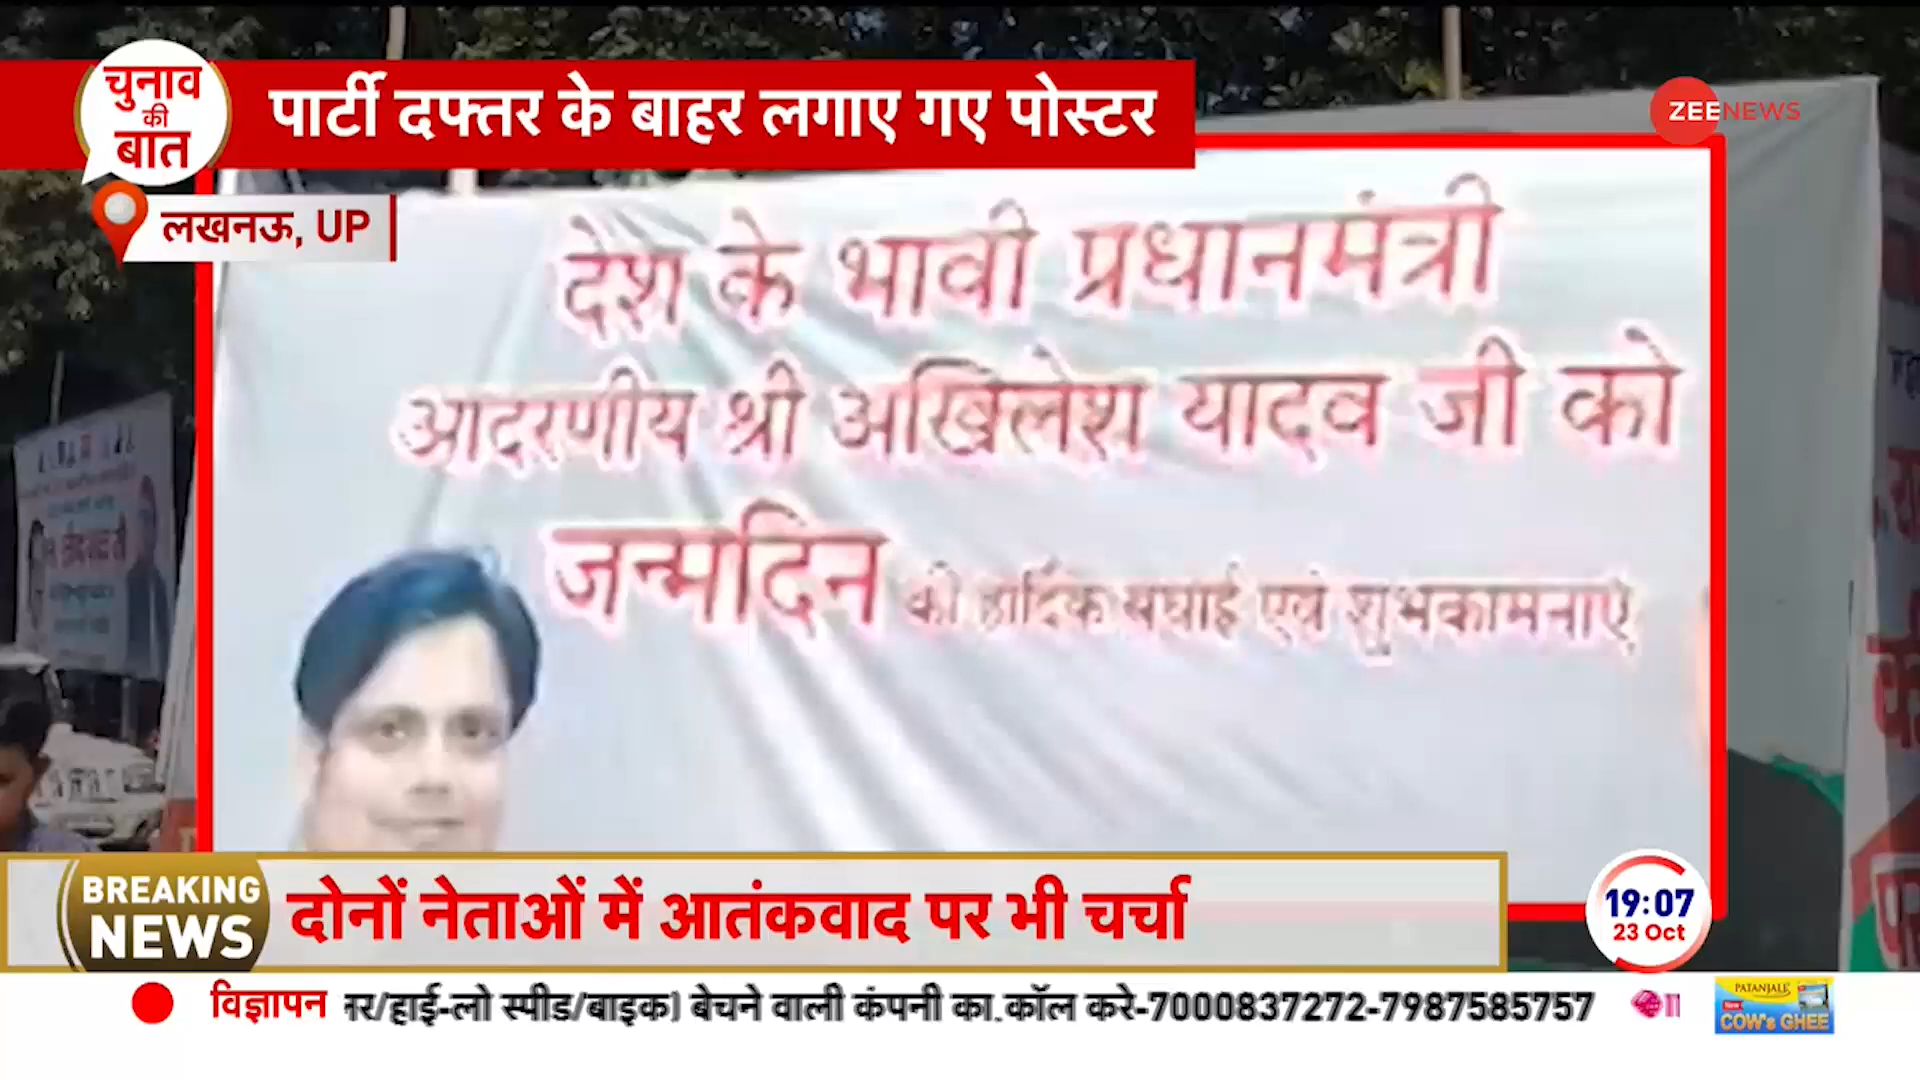 चुनाव
की
बात
पार्टी दफ्तर के बाहर लगाए गए पोस्टर
ZEE NEWS
लखनऊ, UP
देश के भावी प्रधानमंत्री
आदरणीय श्री अखिलेश यादव जी को
जन्मदिन की हार्दिक बधाई एवं शुभकामनाएं
BREAKING
NEWS
दोनों नेताओं में आतंकवाद पर भी चर्चा
19:07
23 Oct
विज्ञापन
/हाई-लो स्पीड/बाइक) बेचने वाली कंपनी का.कॉल करे-7000837272-7987585757
PATANJALI
COW's GHEE